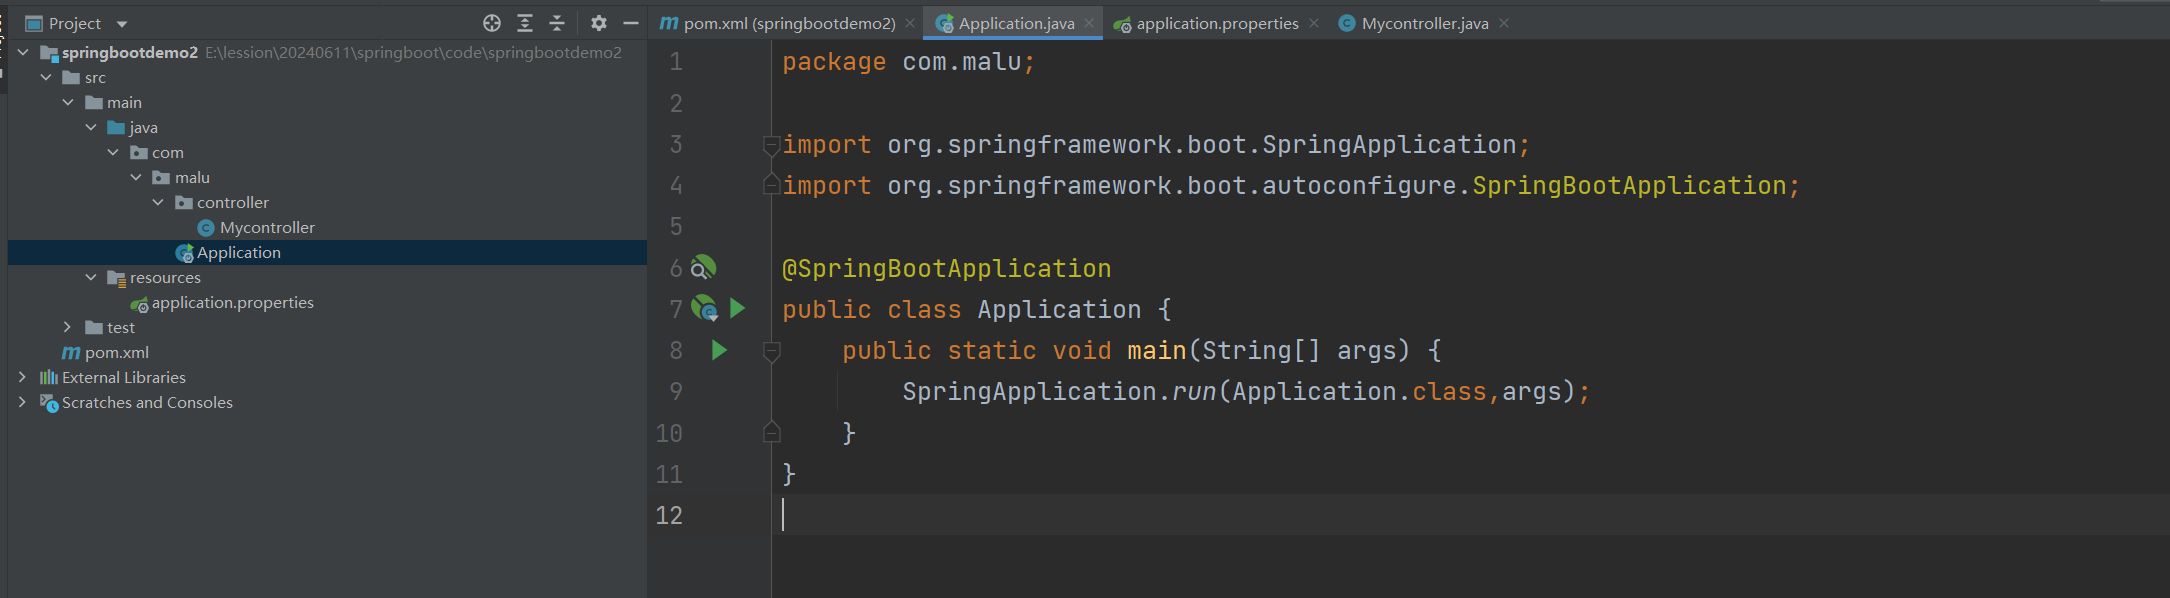 Project
pom.xml (springbootdemo2)
Application.java
application.properties
Mycontroller.java
springbootdemo2 E:\lession\20240611\springboot\code\springbootdemo2
src
main
java
com
malu
controller
Mycontroller
Application
resources
application.properties
test
pom.xml
External Libraries
Scratches and Consoles
1 package com.malu;
2
3 import org.springframework.boot.SpringApplication;
4 import org.springframework.boot.autoconfigure.SpringBootApplication;
5
6 @SpringBootApplication
7 public class Application {
8 public static void main(String[] args) {
9 SpringApplication.run(Application.class,args);
10 }
11 }
12